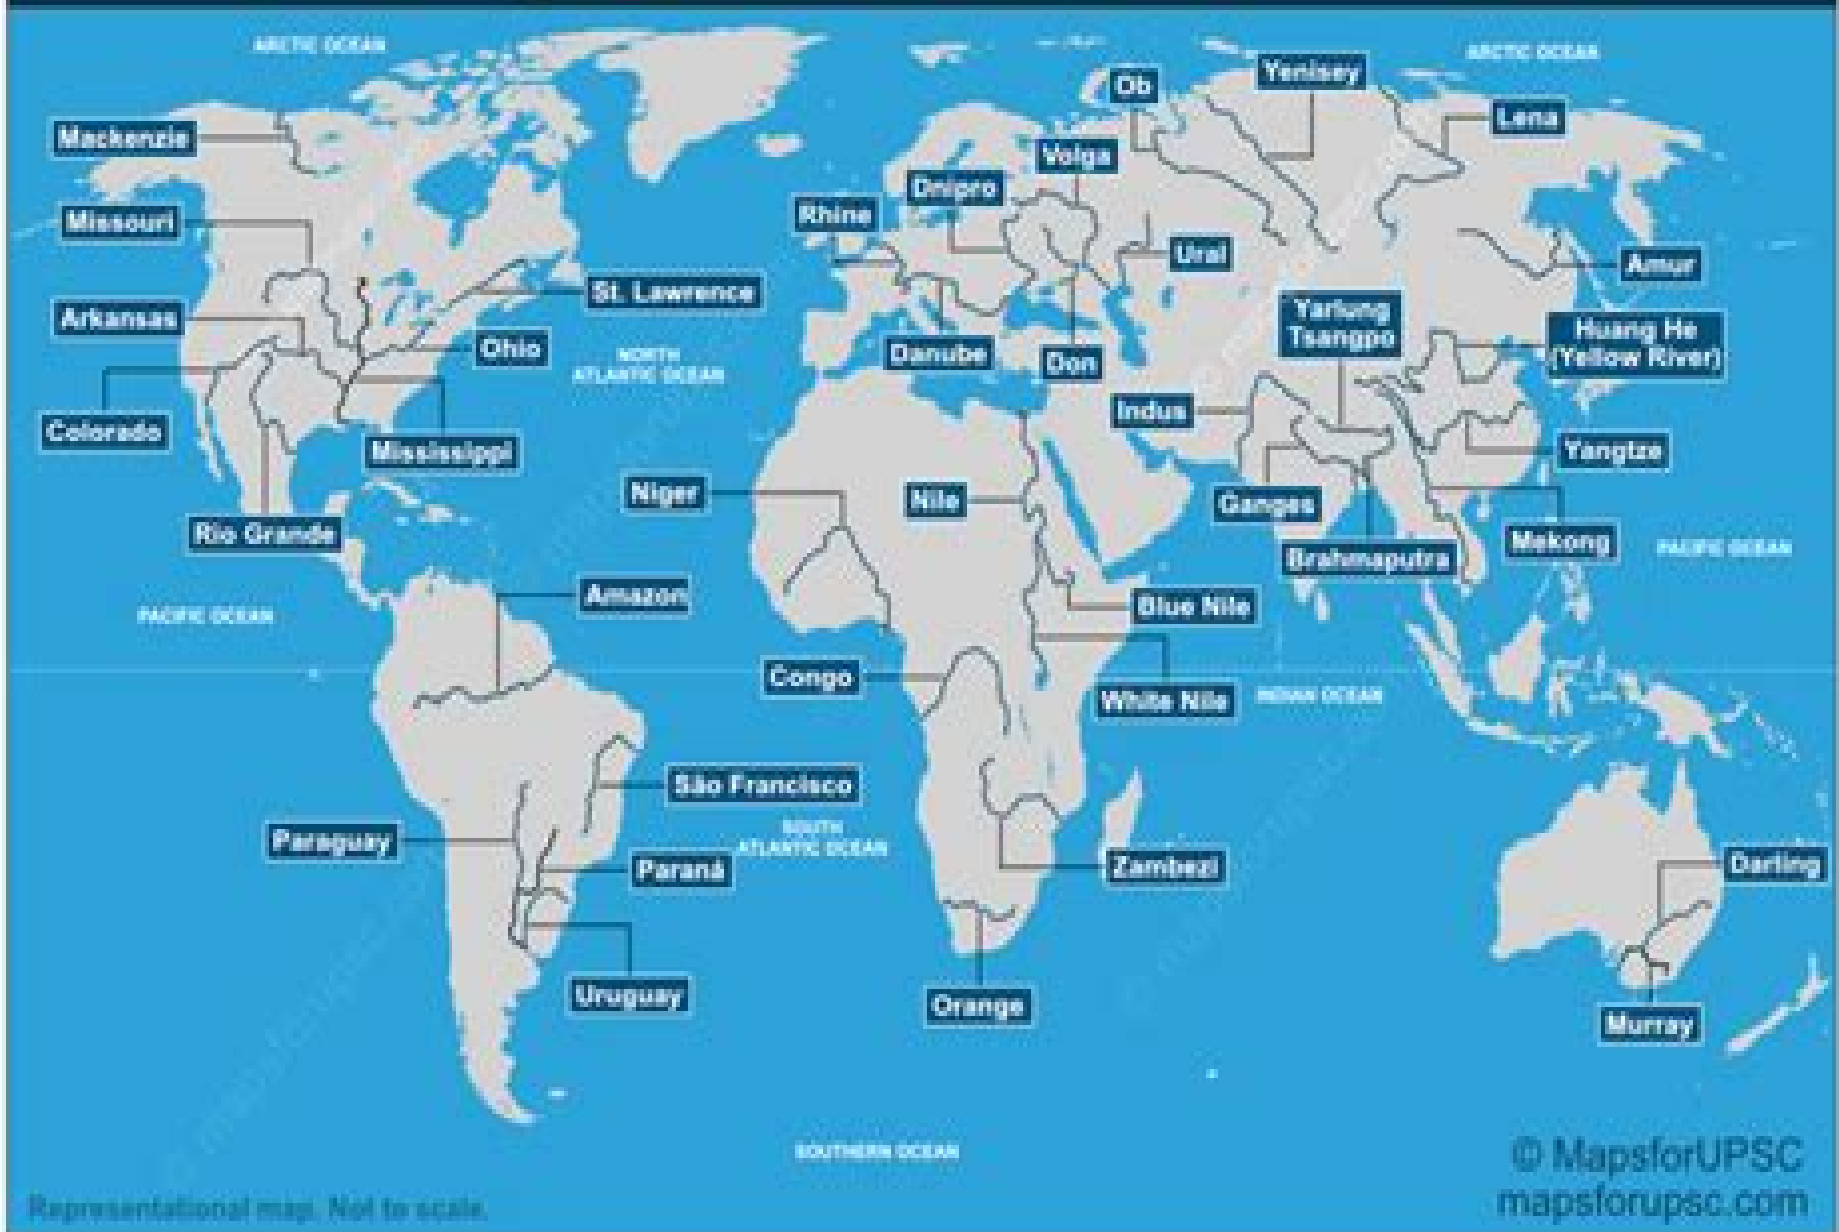 ARCTIC OCEAN
ARCTIC OCEAN
Yenisey
Ob
Lena
Mackenzie
Volga
Dnipro
Rhine
Missouri
Ural
Amur
St. Lawrence
Arkansas
Yarlung
Tsangpo
Huang He
(Yellow River)
Ohio
NORTH
ATLANTIC OCEAN
Danube
Don
Indus
Colorado
Mississippi
Yangtze
Niger
Nile
Ganges
Rio Grande
Mekong
PACIFIC OCEAN
Brahmaputra
Amazon
Blue Nile
PACIFIC OCEAN
Congo
White Nile
INDIAN OCEAN
São Francisco
Paraguay
SOUTH
ATLANTIC OCEAN
Paraná
Zambezi
Darling
Uruguay
Orange
Murray
SOUTHERN OCEAN
© MapsforUPSC
mapsforupsc.com
Representational map. Not to scale.